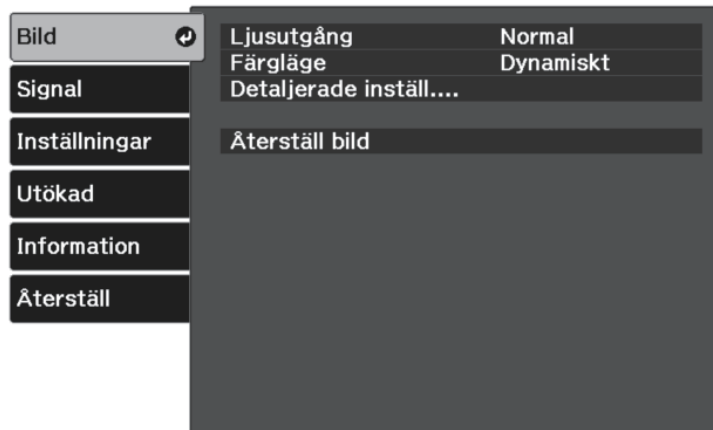 Bild
Signal
Inställningar
Utökad
Information
Återställ
Ljusutgång Normal
Färgläge Dynamiskt
Detaljerade inställ....
Återställ bild